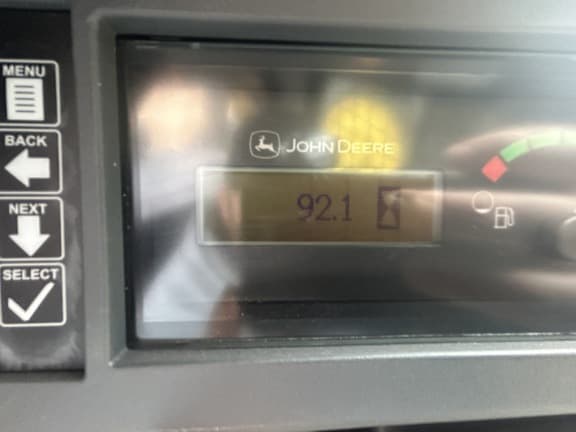 MENU
BACK
NEXT
SELECT
JOHN DEERE
92.1